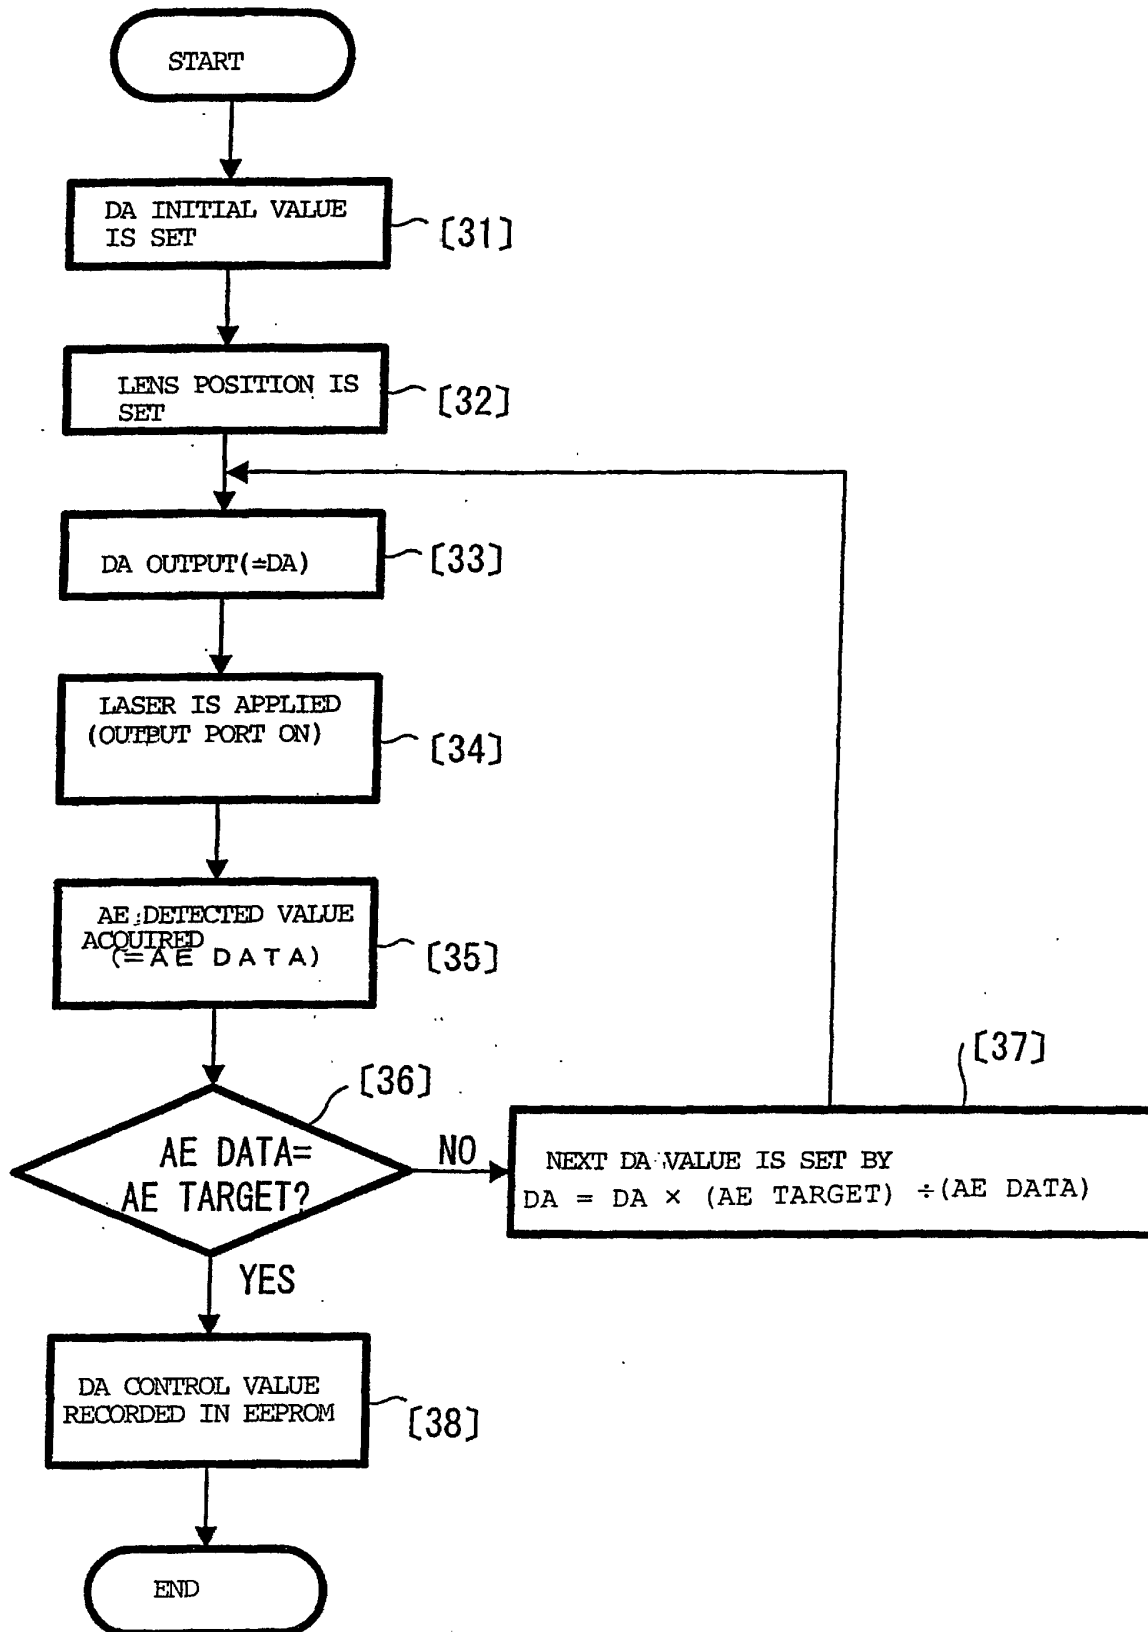 START
DA INITIAL VALUE
IS SET
[31]
LENS POSITION IS
SET
[32]
DA OUTPUT(=DA)
[33]
LASER IS APPLIED
(OUTPUT PORT ON)
[34]
AE DETECTED VALUE
ACQUIRED
(=AE DATA)
[35]
[36]
AE DATA=
AE TARGET?
NO
[37]
NEXT DA VALUE IS SET BY
DA = DA × (AE TARGET) ÷(AE DATA)
YES
DA CONTROL VALUE
RECORDED IN EEPROM
[38]
END